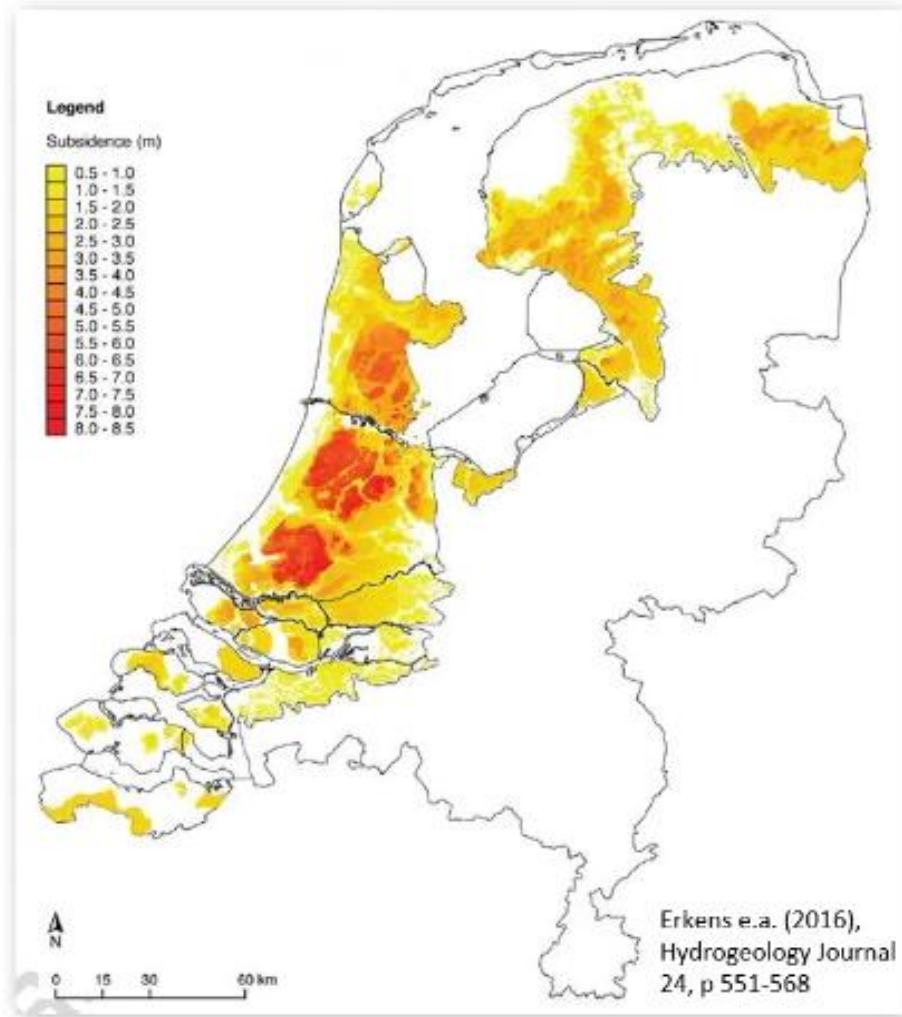 Legend
Subsidence (m)
0.5 - 1.0
1.0 - 1.5
1.5 - 2.0
2.0 - 2.5
2.5 - 3.0
3.0 - 3.5
3.5 - 4.0
4.0 - 4.5
4.5 - 5.0
5.0 - 5.5
5.5 - 6.0
6.0 - 6.5
6.5 - 7.0
7.0 - 7.5
7.5 - 8.0
8.0 - 8.5
N
0 15 30 60 km
Erkens e.a. (2016),
Hydrogeology Journal
24, p 551-568